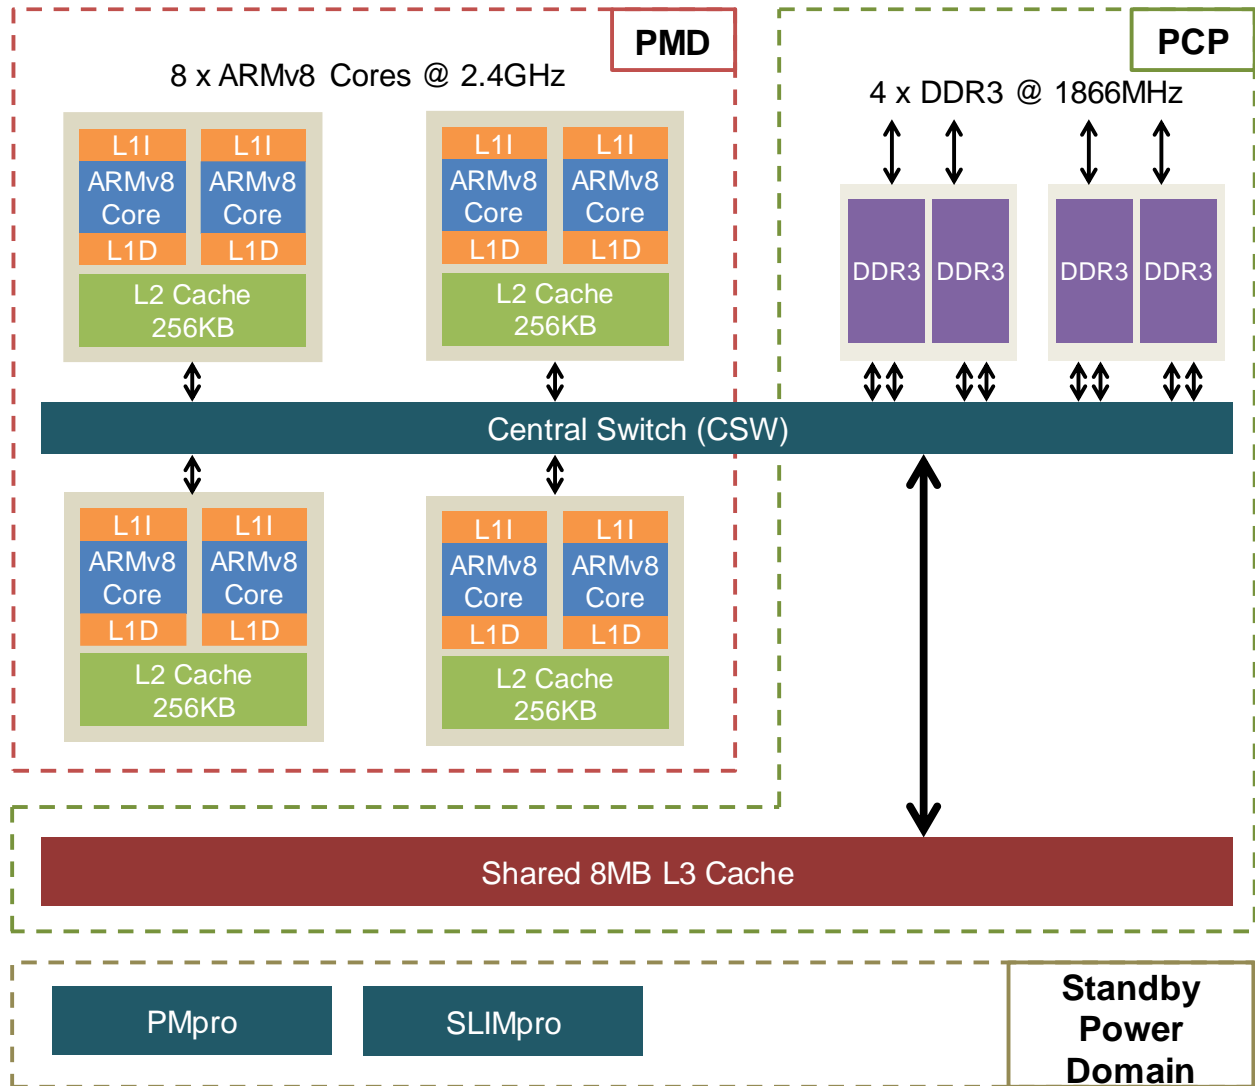 PMD
8 x ARMv8 Cores @ 2.4GHz
L1I
ARMv8
Core
L1D
L1I
ARMv8
Core
L1D
L2 Cache
256KB
L1I
ARMv8
Core
L1D
L1I
ARMv8
Core
L1D
L2 Cache
256KB
PCP
4 x DDR3 @ 1866MHz
DDR3
DDR3
DDR3
DDR3
Central Switch (CSW)
L1I
ARMv8
Core
L1D
L1I
ARMv8
Core
L1D
L2 Cache
256KB
L1I
ARMv8
Core
L1D
L1I
ARMv8
Core
L1D
L2 Cache
256KB
Shared 8MB L3 Cache
PMpro
SLIMpro
Standby
Power
Domain